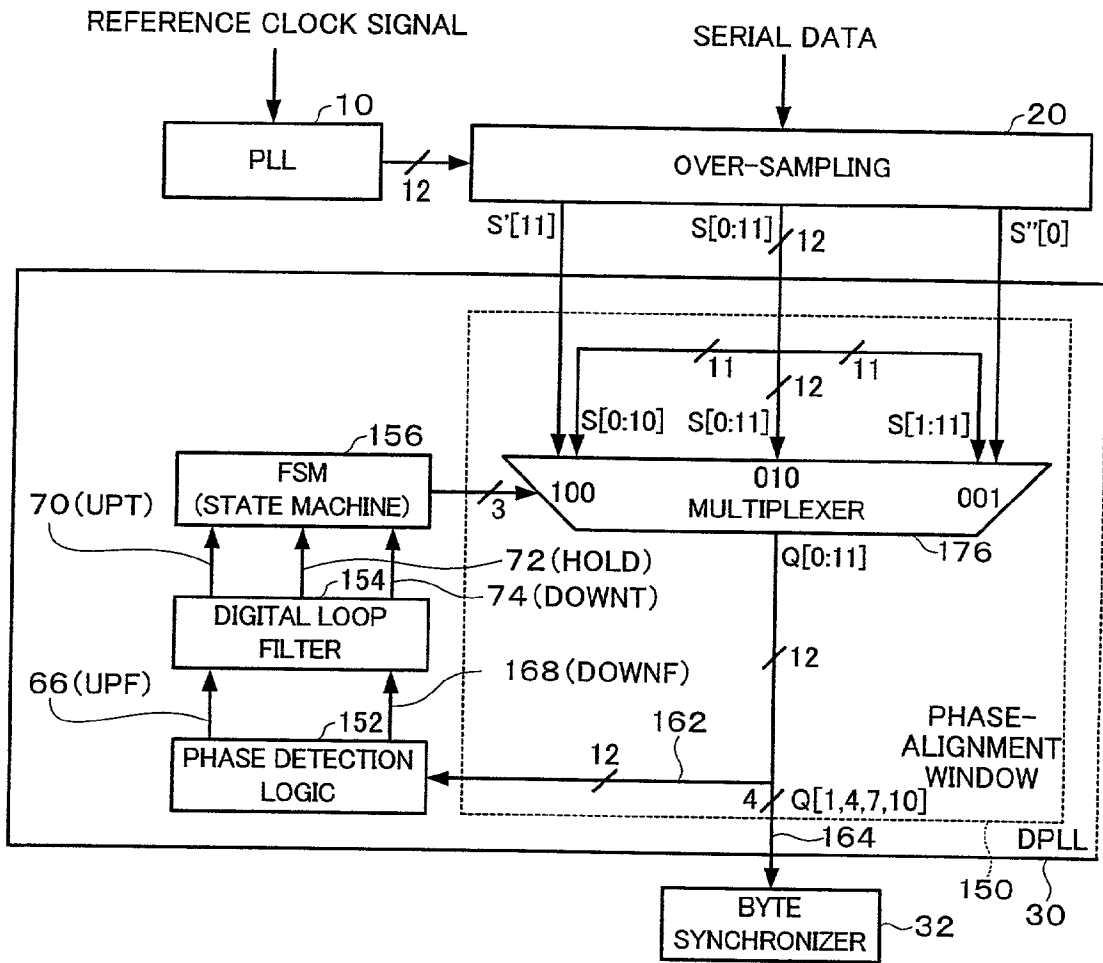 REFERENCE CLOCK SIGNAL
SERIAL DATA
10
20
PLL
12
OVER-SAMPLING
S'[11]
S[0:11]
12
S''[0]
11
12
11
S[0:10]
S[0:11]
S[1:11]
156
FSM
(STATE MACHINE)
3
100
010
MULTIPLEXER
001
176
70(UPT)
72(HOLD)
Q[0:11]
154
74(DOWNT)
DIGITAL LOOP
FILTER
12
66(UPF)
168(DOWNF)
152
162
PHASE-
ALIGNMENT
WINDOW
PHASE DETECTION
LOGIC
12
4
Q[1,4,7,10]
164
DPLL
150
30
BYTE
SYNCHRONIZER
32